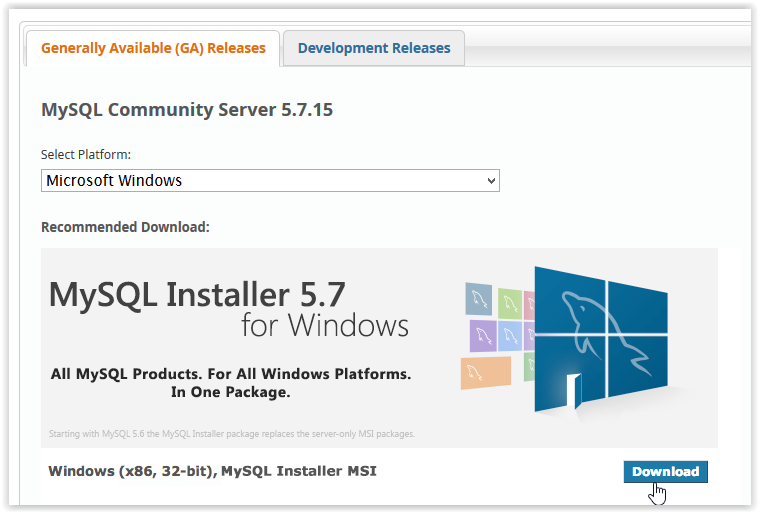 Generally Available (GA) Releases
Development Releases
MySQL Community Server 5.7.15
Select Platform:
Microsoft Windows
Recommended Download:
MySQL Installer 5.7
for Windows
All MySQL Products. For All Windows Platforms.
In One Package.
Starting with MySQL 5.6 the MySQL Installer package replaces the server-only MSI packages.
Windows (x86, 32-bit), MySQL Installer MSI
Download